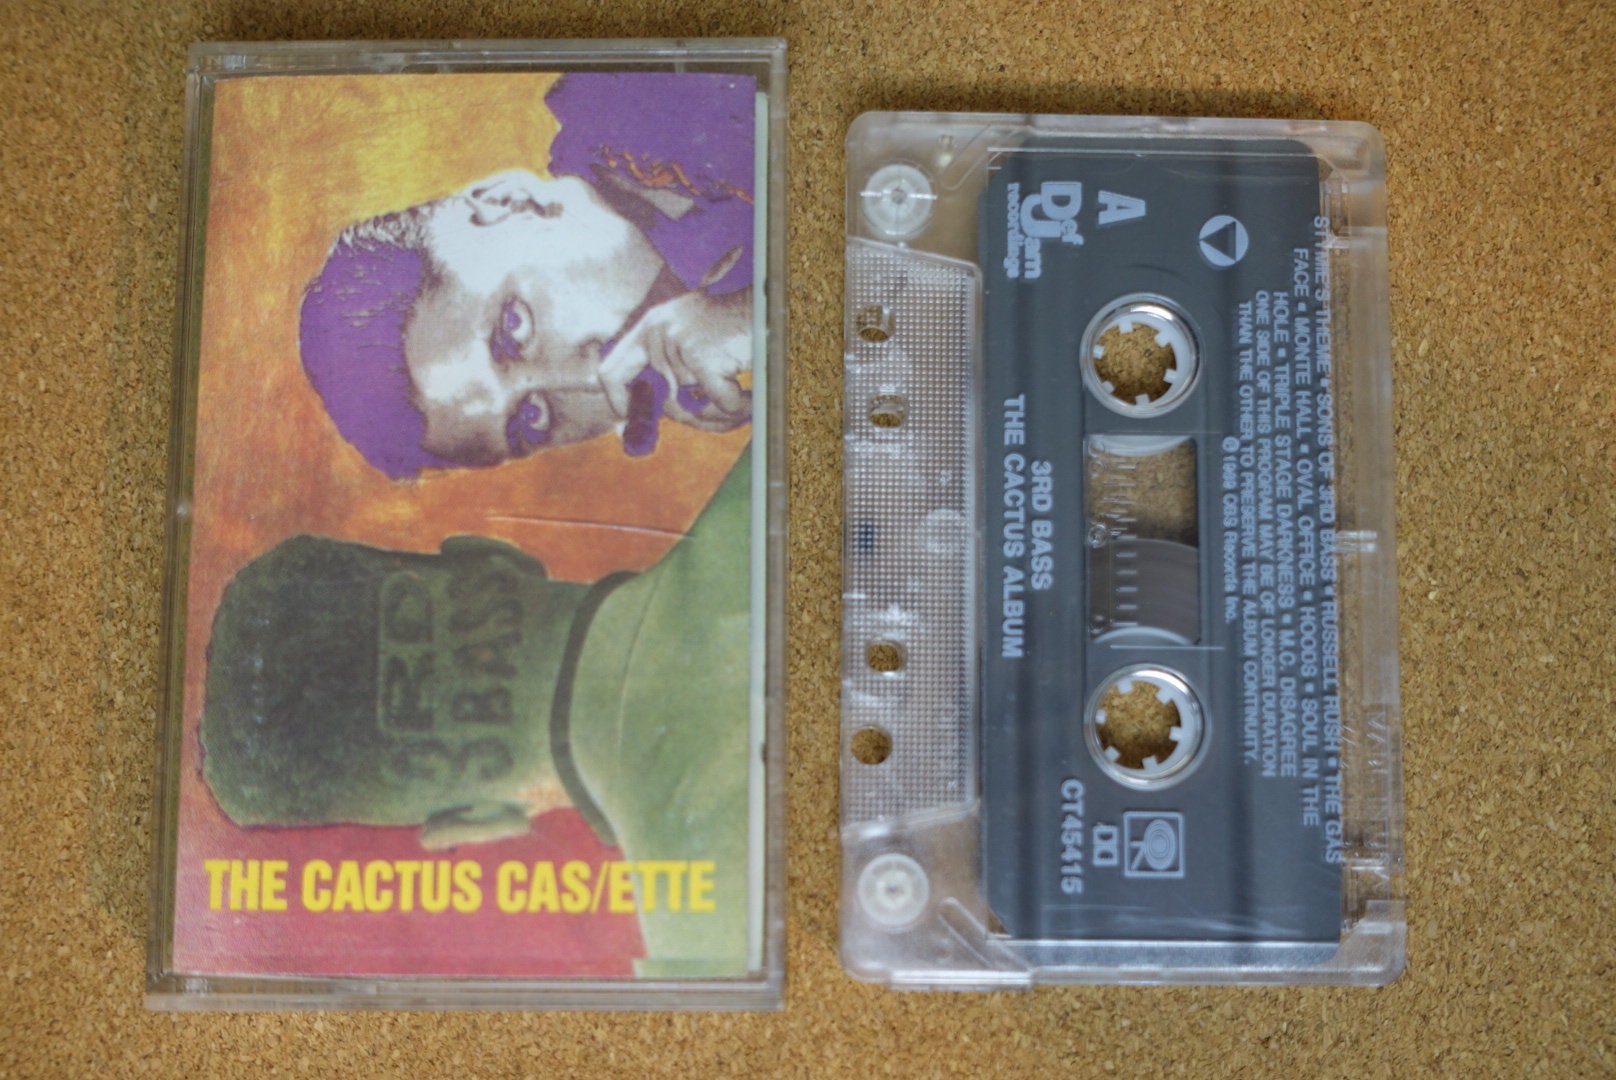 THE CACTUS CAS/ETTE
3RD BASS
A
Def Jam
recordings
3RD BASS
THE CACTUS ALBUM
CT45415
STYMIE'S THEME • SONS OF 3RD BASS • RUSSELL RUSH • THE GAS
FACE • MONTE HALL • OVAL OFFICE • HOODS • SOUL IN THE
HOLE • TRIPLE STAGE DARKNESS • M.C. DISAGREE
ONE SIDE OF THIS PROGRAM MAY BE OF LONGER DURATION
THAN THE OTHER TO PRESERVE THE ALBUM CONTINUITY.
℗ 1989 CBS Records Inc.